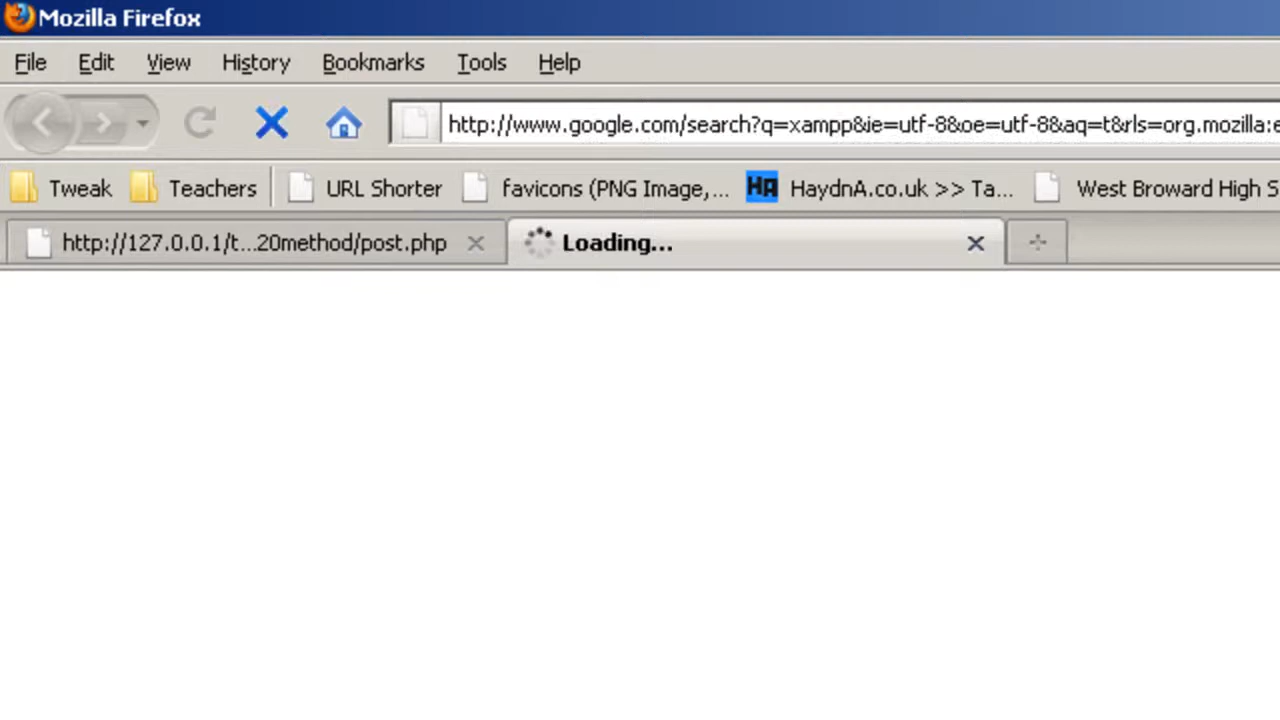 Mozilla Firefox
File Edit View History Bookmarks Tools Help
http://www.google.com/search?q=xampp&ie=utf-8&oe=utf-8&aq=t&rls=org.mozilla:e
Tweak Teachers URL Shorter favicons (PNG Image,... HA HaydnA.co.uk >> Ta... West Broward High S
http://127.0.0.1/t...20method/post.php Loading...